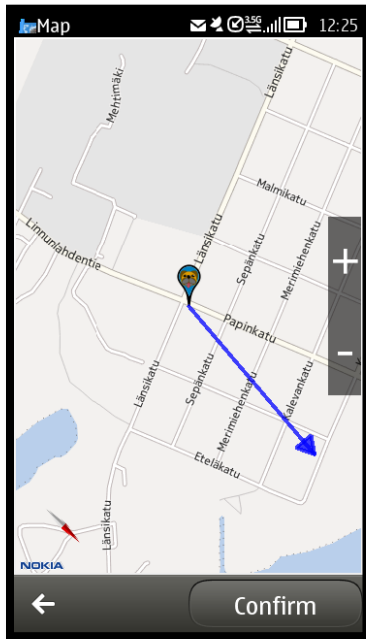 Map
3.5G
12:25
Länsikatu
Mehtimäki
Malmikatu
Linnunlahdentie
Länsikatu
Sepänkatu
Merimiehenkatu
+
Papinkatu
-
Länsikatu
Sepänkatu
Merimiehenkatu
Kalevankatu
Eteläkatu
Länsikatu
NOKIA
Confirm